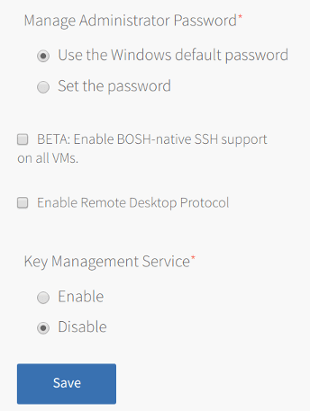 Manage Administrator Password*
Use the Windows default password
Set the password
BETA: Enable BOSH-native SSH support
on all VMs.
Enable Remote Desktop Protocol
Key Management Service*
Enable
Disable
Save